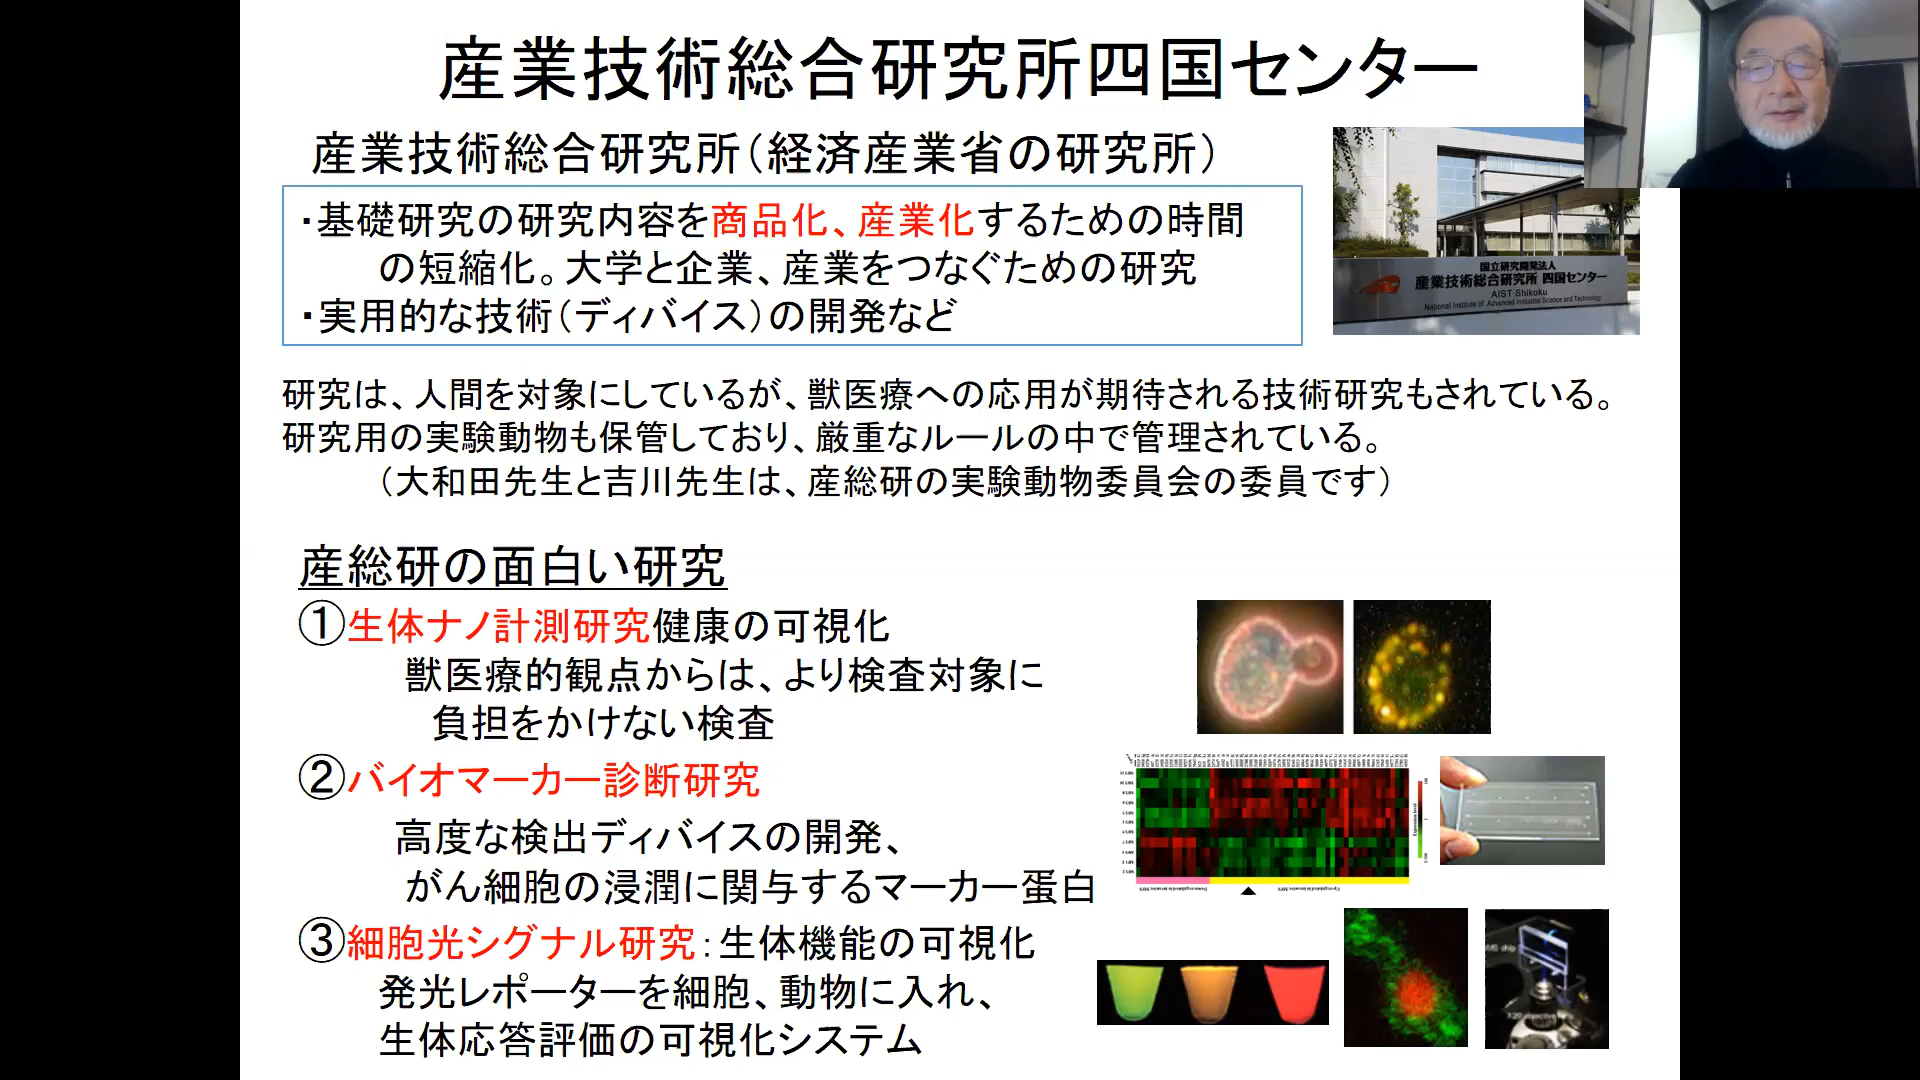 産業技術総合研究所四国センター
産業技術総合研究所（経済産業省の研究所）
・基礎研究の研究内容を商品化、産業化するための時間
の短縮化。大学と企業、産業をつなぐための研究
・実用的な技術（ディバイス）の開発など
国立研究開発法人
産業技術総合研究所 四国センター
AIST Shikoku
National Institute of Advanced Industrial Science and Technology
研究は、人間を対象にしているが、獣医療への応用が期待される技術研究もされている。
研究用の実験動物も保管しており、厳重なルールの中で管理されている。
（大和田先生と吉川先生は、産総研の実験動物委員会の委員です）
産総研の面白い研究
①生体ナノ計測研究健康の可視化
獣医療的観点からは、より検査対象に
負担をかけない検査
②バイオマーカー診断研究
高度な検出ディバイスの開発、
がん細胞の浸潤に関与するマーカー蛋白
③細胞光シグナル研究：生体機能の可視化
発光レポーターを細胞、動物に入れ、
生体応答評価の可視化システム